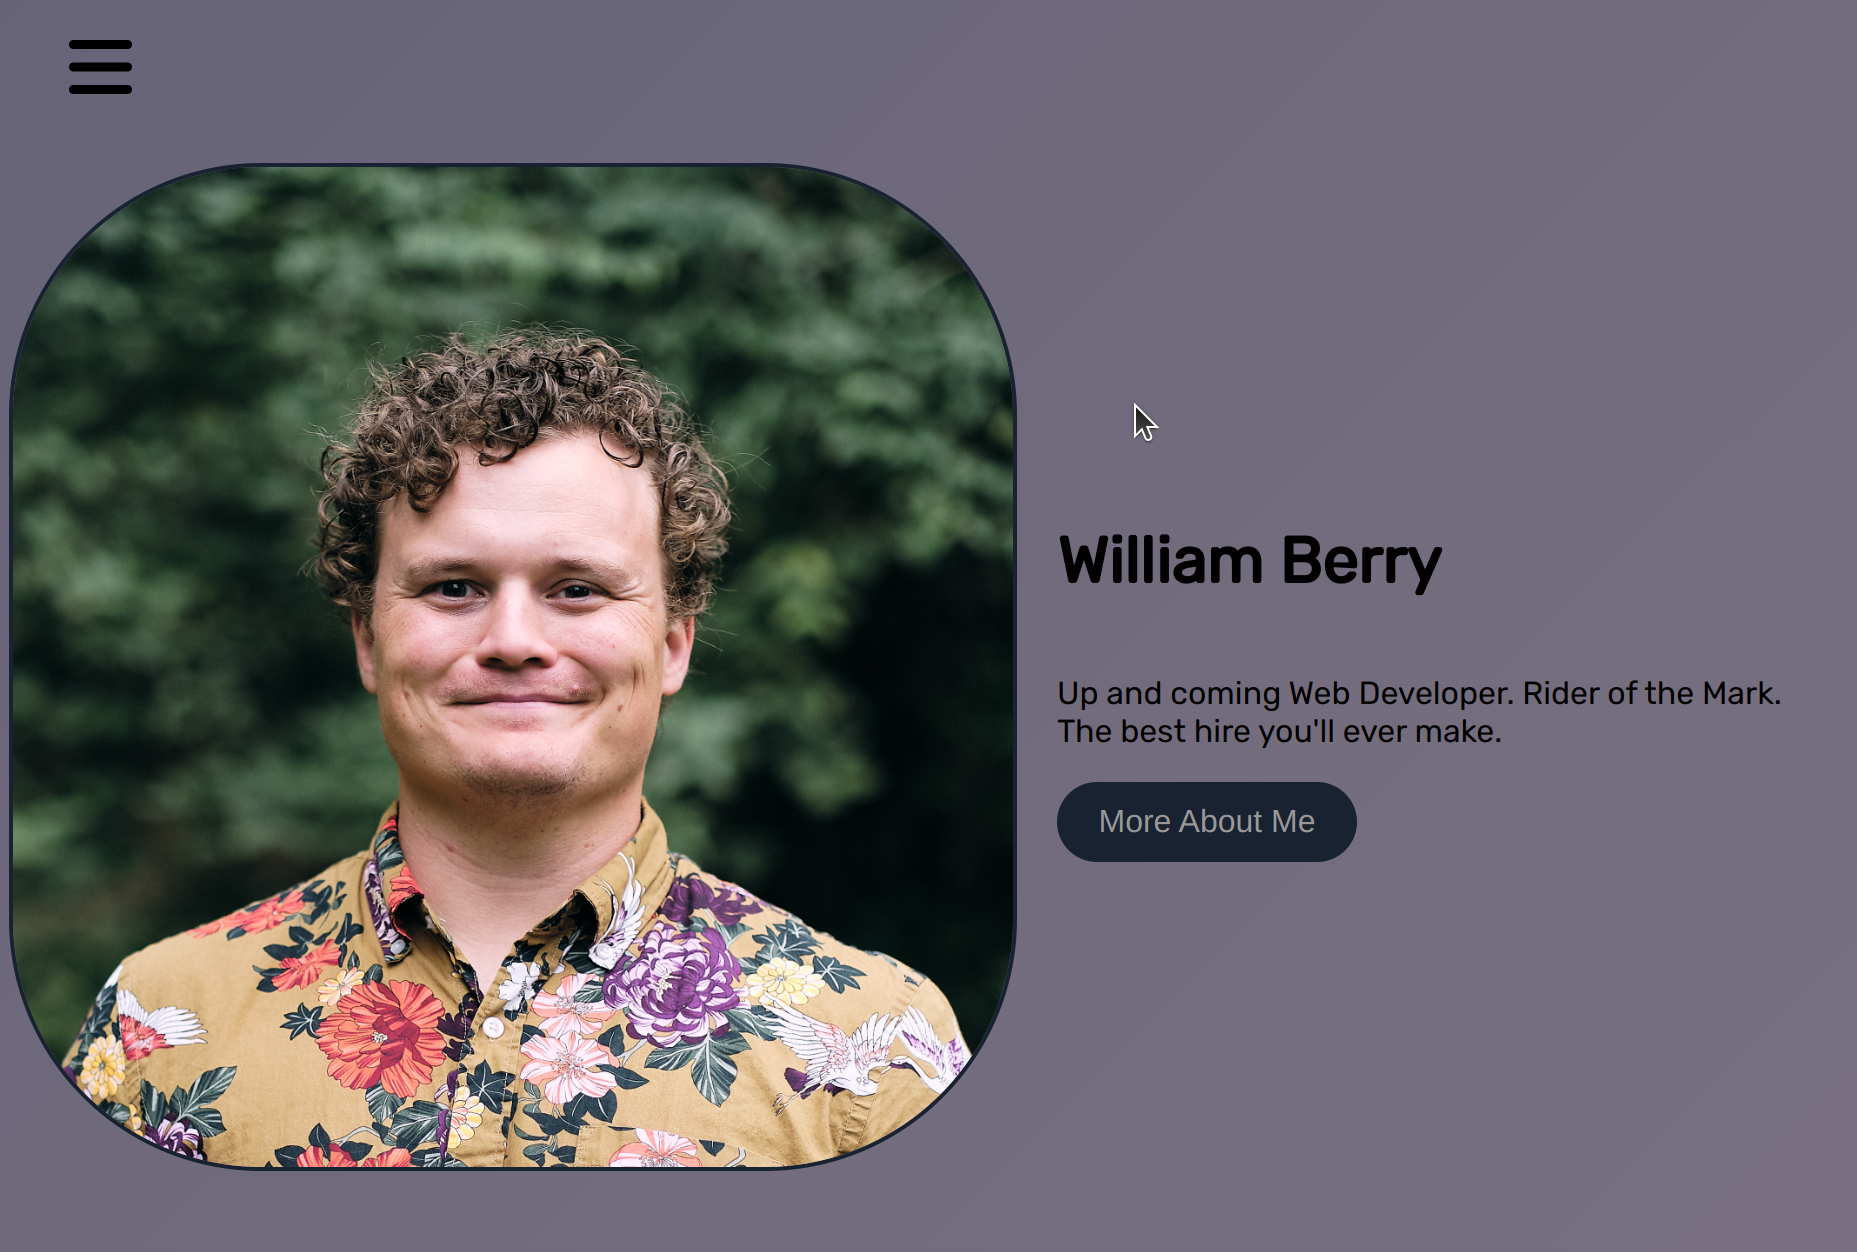 William Berry
Up and coming Web Developer. Rider of the Mark.
The best hire you'll ever make.
More About Me